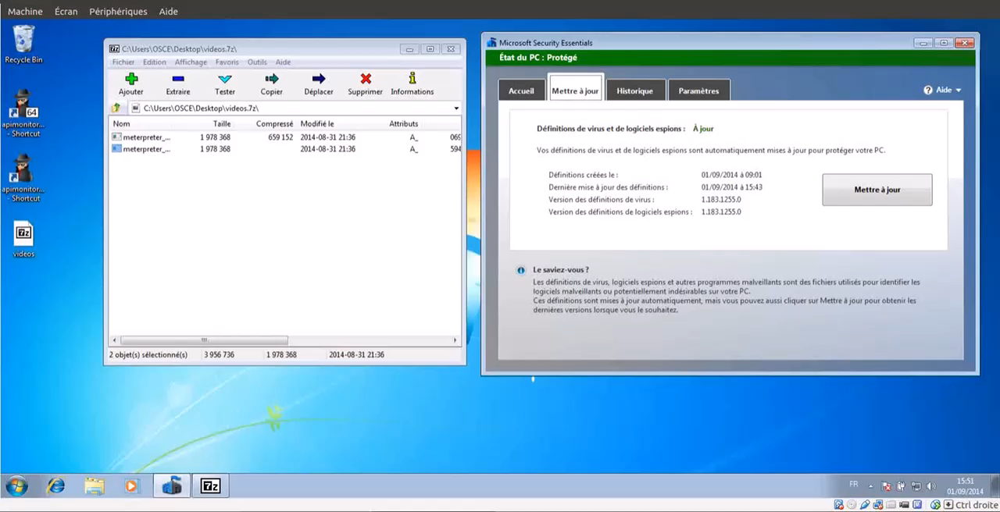 Machine Écran Périphériques Aide
Recycle Bin
64
apimonitor...
- Shortcut
apimonitor...
- Shortcut
7z
videos
7z C:\Users\OSCE\Desktop\videos.7z\
Fichier Edition Affichage Favoris Outils Aide
Ajouter Extraire Tester Copier Déplacer Supprimer Informations
C:\Users\OSCE\Desktop\videos.7z\
Nom Taille Compressé Modifié le Attributs
meterpreter_... 1 978 368 659 152 2014-08-31 21:36 A_ 069
meterpreter_... 1 978 368 2014-08-31 21:36 A_ 594
2 objet(s) sélectionné(s) 3 956 736 1 978 368 2014-08-31 21:36
Microsoft Security Essentials
État du PC : Protégé
Accueil Mettre à jour Historique Paramètres Aide
Définitions de virus et de logiciels espions : À jour
Vos définitions de virus et de logiciels espions sont automatiquement mises à jour pour protéger votre PC.
Définitions créées le : 01/09/2014 à 09:01
Dernière mise à jour des définitions : 01/09/2014 à 15:43
Version des définitions de virus : 1.183.1255.0
Version des définitions de logiciels espions : 1.183.1255.0
Mettre à jour
Le saviez-vous ?
Les définitions de virus, logiciels espions et autres programmes malveillants sont des fichiers utilisés pour identifier les
logiciels malveillants ou potentiellement indésirables sur votre PC.
Ces définitions sont mises à jour automatiquement, mais vous pouvez aussi cliquer sur Mettre à jour pour obtenir les
dernières versions lorsque vous le souhaitez.
7z
FR
15:51
01/09/2014
Ctrl droite